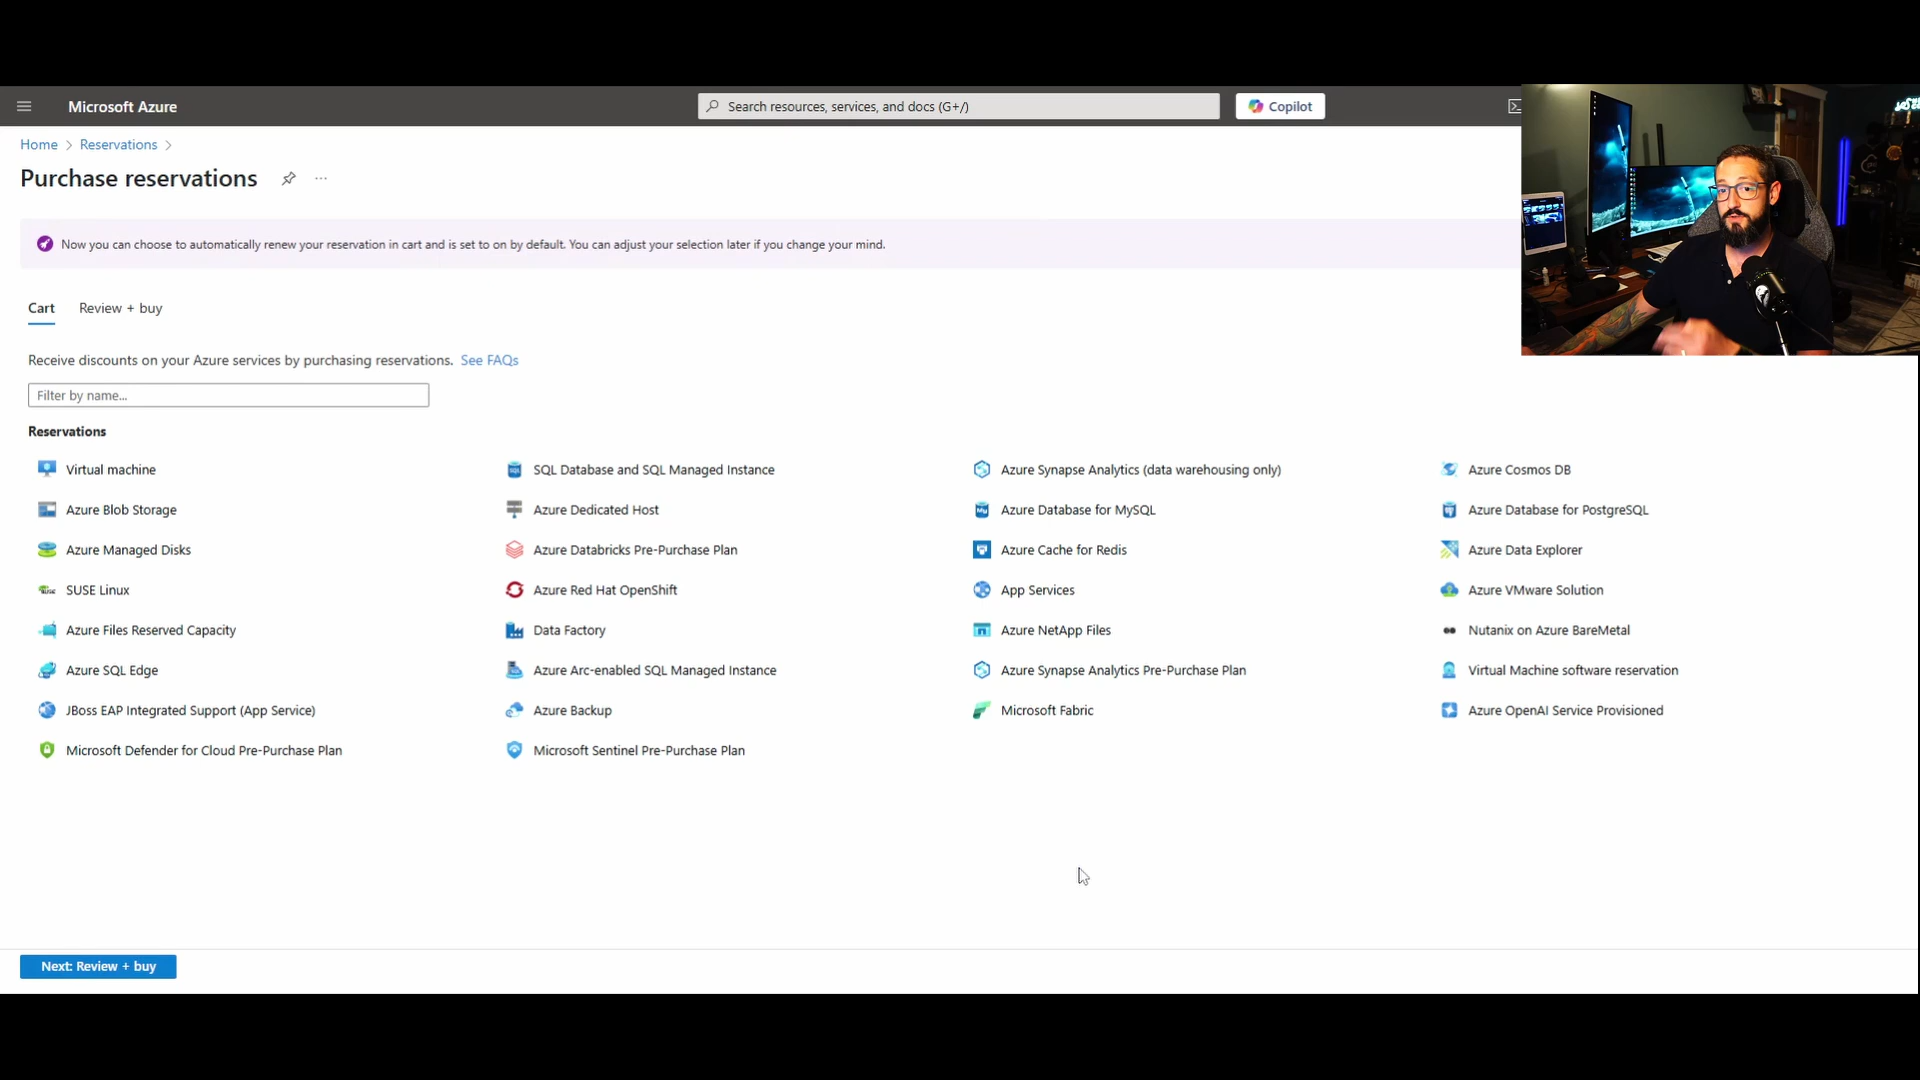 Microsoft Azure
Search resources, services, and docs (G+/)
Copilot
Home > Reservations >
Purchase reservations
Now you can choose to automatically renew your reservation in cart and is set to on by default. You can adjust your selection later if you change your mind.
Cart Review + buy
Receive discounts on your Azure services by purchasing reservations. See FAQs
Filter by name...
Reservations
Virtual machine SQL Database and SQL Managed Instance Azure Synapse Analytics (data warehousing only) Azure Cosmos DB
Azure Blob Storage Azure Dedicated Host Azure Database for MySQL Azure Database for PostgreSQL
Azure Managed Disks Azure Databricks Pre-Purchase Plan Azure Cache for Redis Azure Data Explorer
SUSE Linux Azure Red Hat OpenShift App Services Azure VMware Solution
Azure Files Reserved Capacity Data Factory Azure NetApp Files Nutanix on Azure BareMetal
Azure SQL Edge Azure Arc-enabled SQL Managed Instance Azure Synapse Analytics Pre-Purchase Plan Virtual Machine software reservation
JBoss EAP Integrated Support (App Service) Azure Backup Microsoft Fabric Azure OpenAI Service Provisioned
Microsoft Defender for Cloud Pre-Purchase Plan Microsoft Sentinel Pre-Purchase Plan
Next: Review + buy